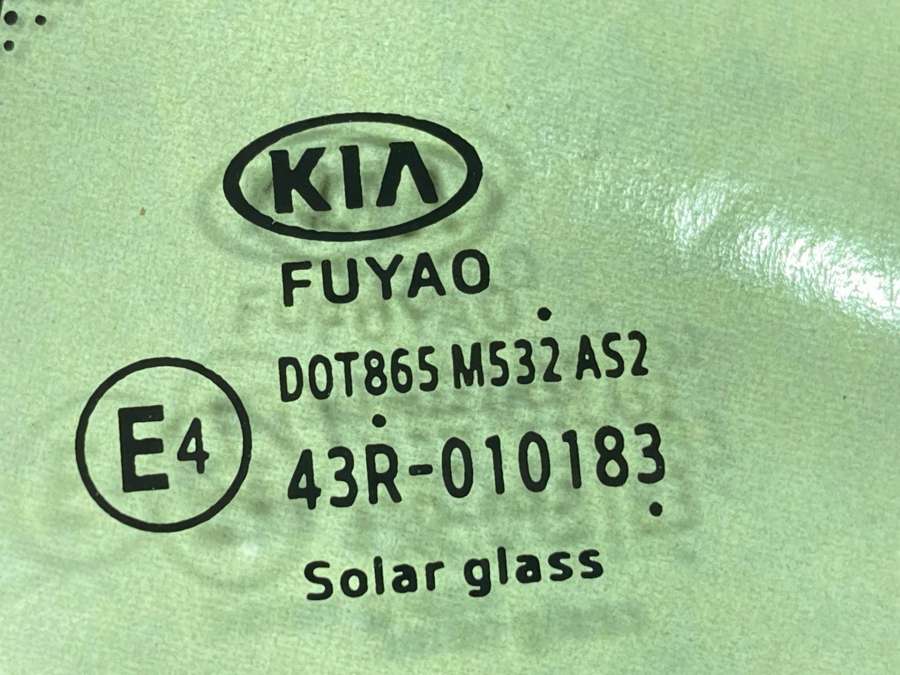 KIA
FUYAO
DOT865 M532 AS2
E4
43R-010183
Solar glass